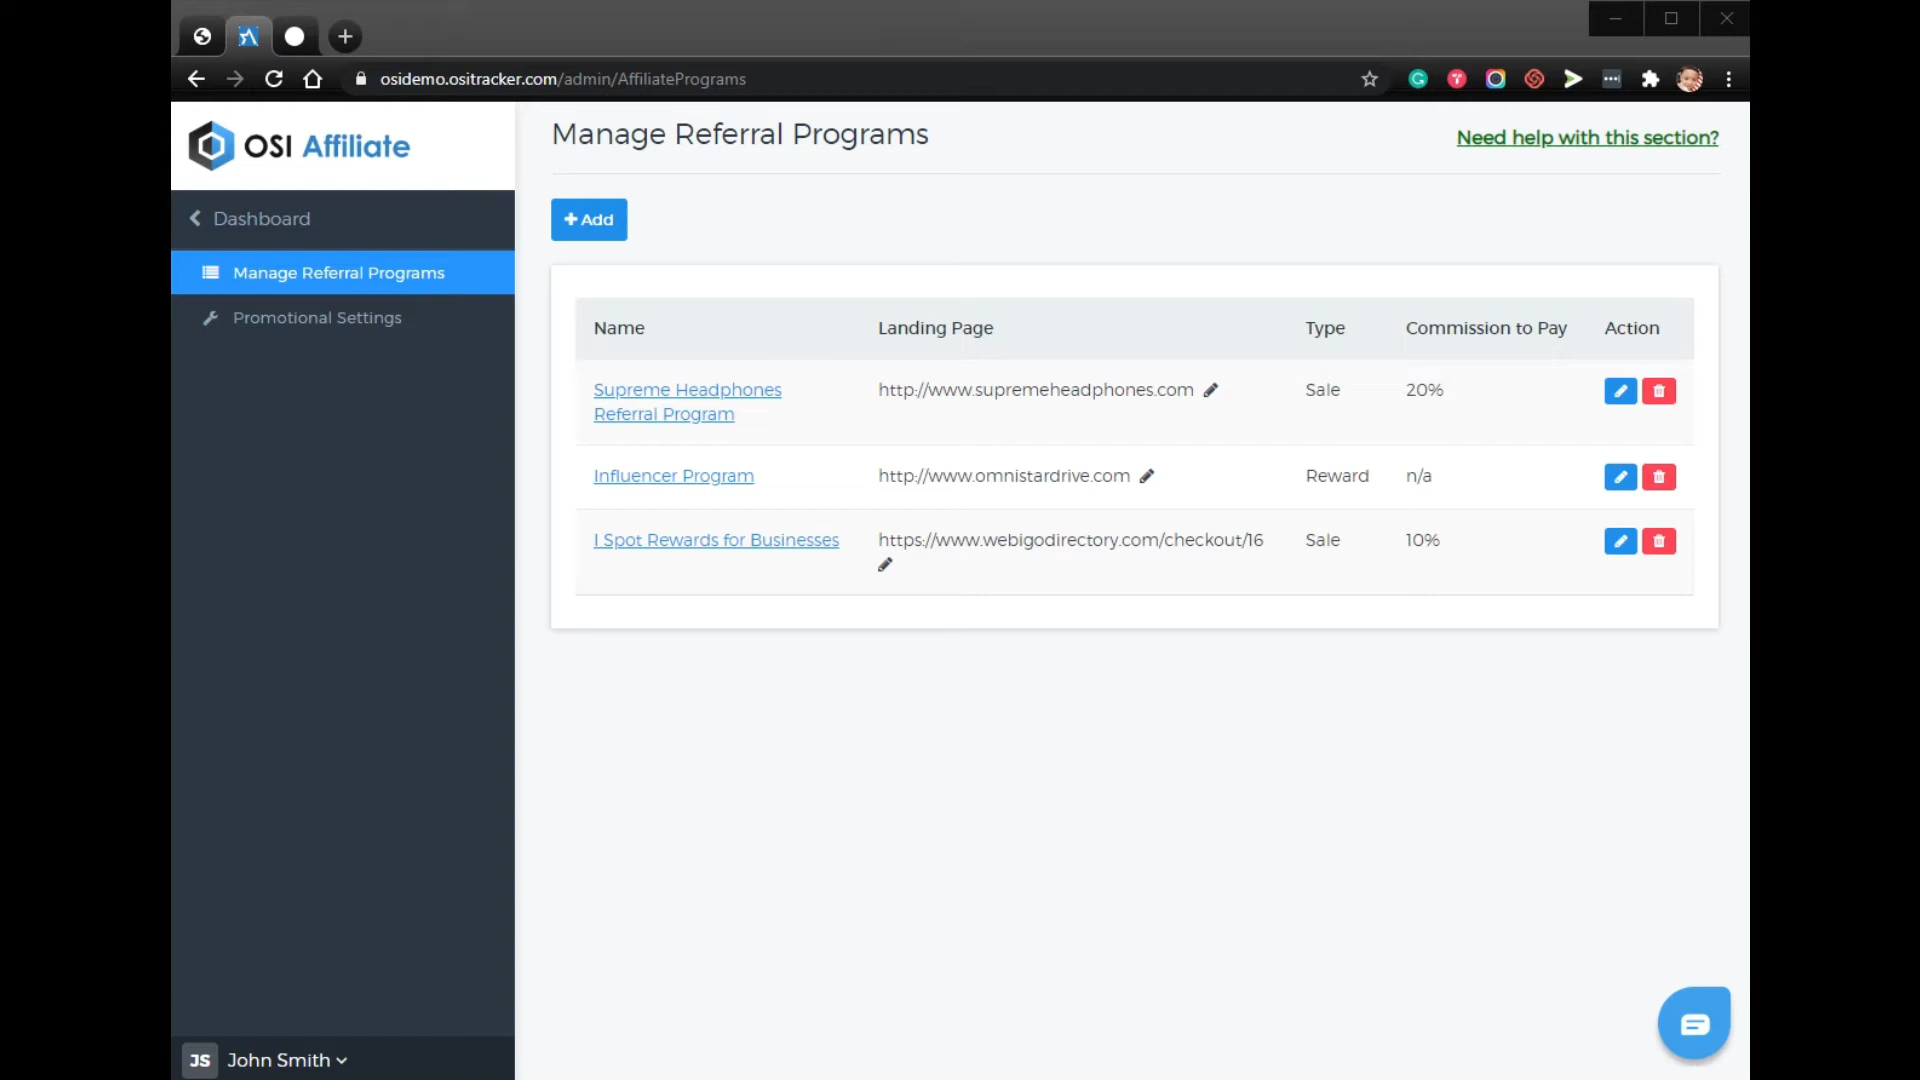 osidemo.ositracker.com/admin/AffiliatePrograms
OSI Affiliate
Manage Referral Programs
Need help with this section?
Dashboard
Add
Manage Referral Programs
Promotional Settings
Name Landing Page Type Commission to Pay Action
Supreme Headphones http://www.supremeheadphones.com Sale 20%
Referral Program
Influencer Program http://www.omnistardrive.com Reward n/a
I Spot Rewards for Businesses https://www.webigodirectory.com/checkout/16 Sale 10%
JS John Smith